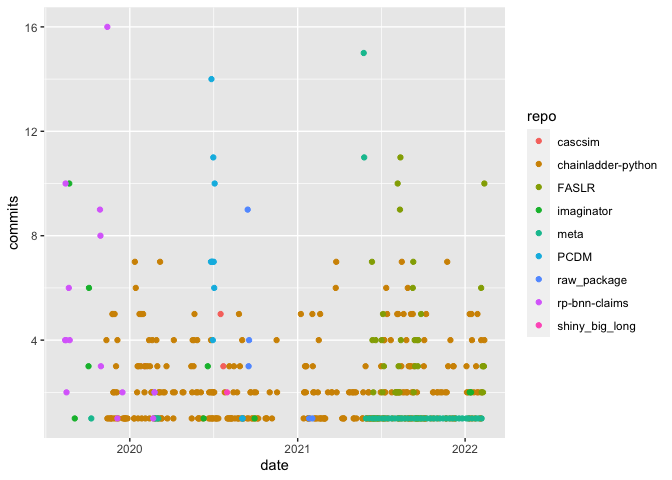 16
12
8
4
commits
2020
2021
2022
date
repo
cascsim
chainladder-python
FASLR
imaginator
meta
PCDM
raw_package
rp-bnn-claims
shiny_big_long